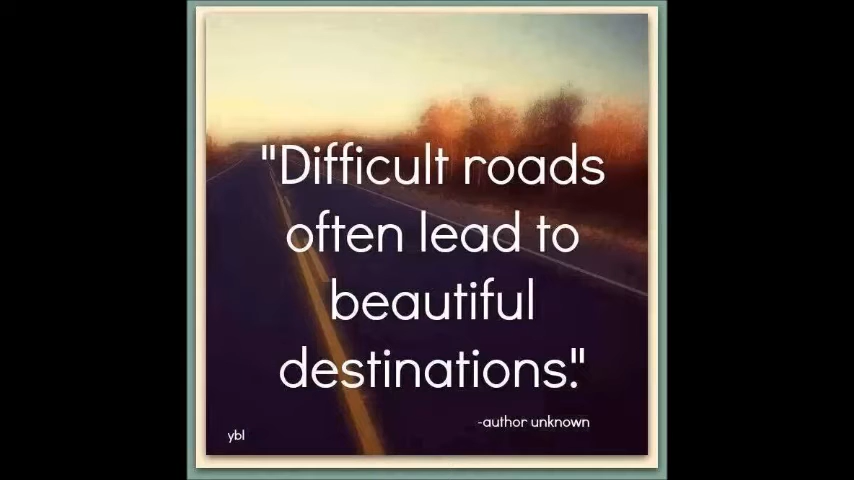 "Difficult roads
often lead to
beautiful
destinations."
-author unknown
ybl